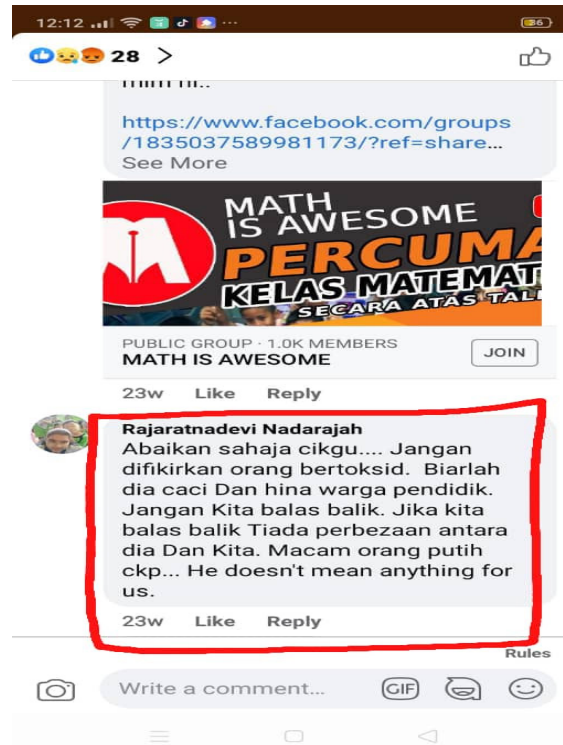 12:12
36
28 >
https://www.facebook.com/groups
/1835037589981173/?ref=share...
See More
MATH
IS AWESOME
PERCUMA
KELAS MATEMAT
SECARA ATAS TALI
PUBLIC GROUP · 1.0K MEMBERS
MATH IS AWESOME
JOIN
23w Like Reply
Rajaratnadevi Nadarajah
Abaikan sahaja cikgu.... Jangan
difikirkan orang bertoksid. Biarlah
dia caci Dan hina warga pendidik.
Jangan Kita balas balik. Jika kita
balas balik Tiada perbezaan antara
dia Dan Kita. Macam orang putih
ckp... He doesn't mean anything for
us.
23w Like Reply
Rules
Write a comment...
GIF